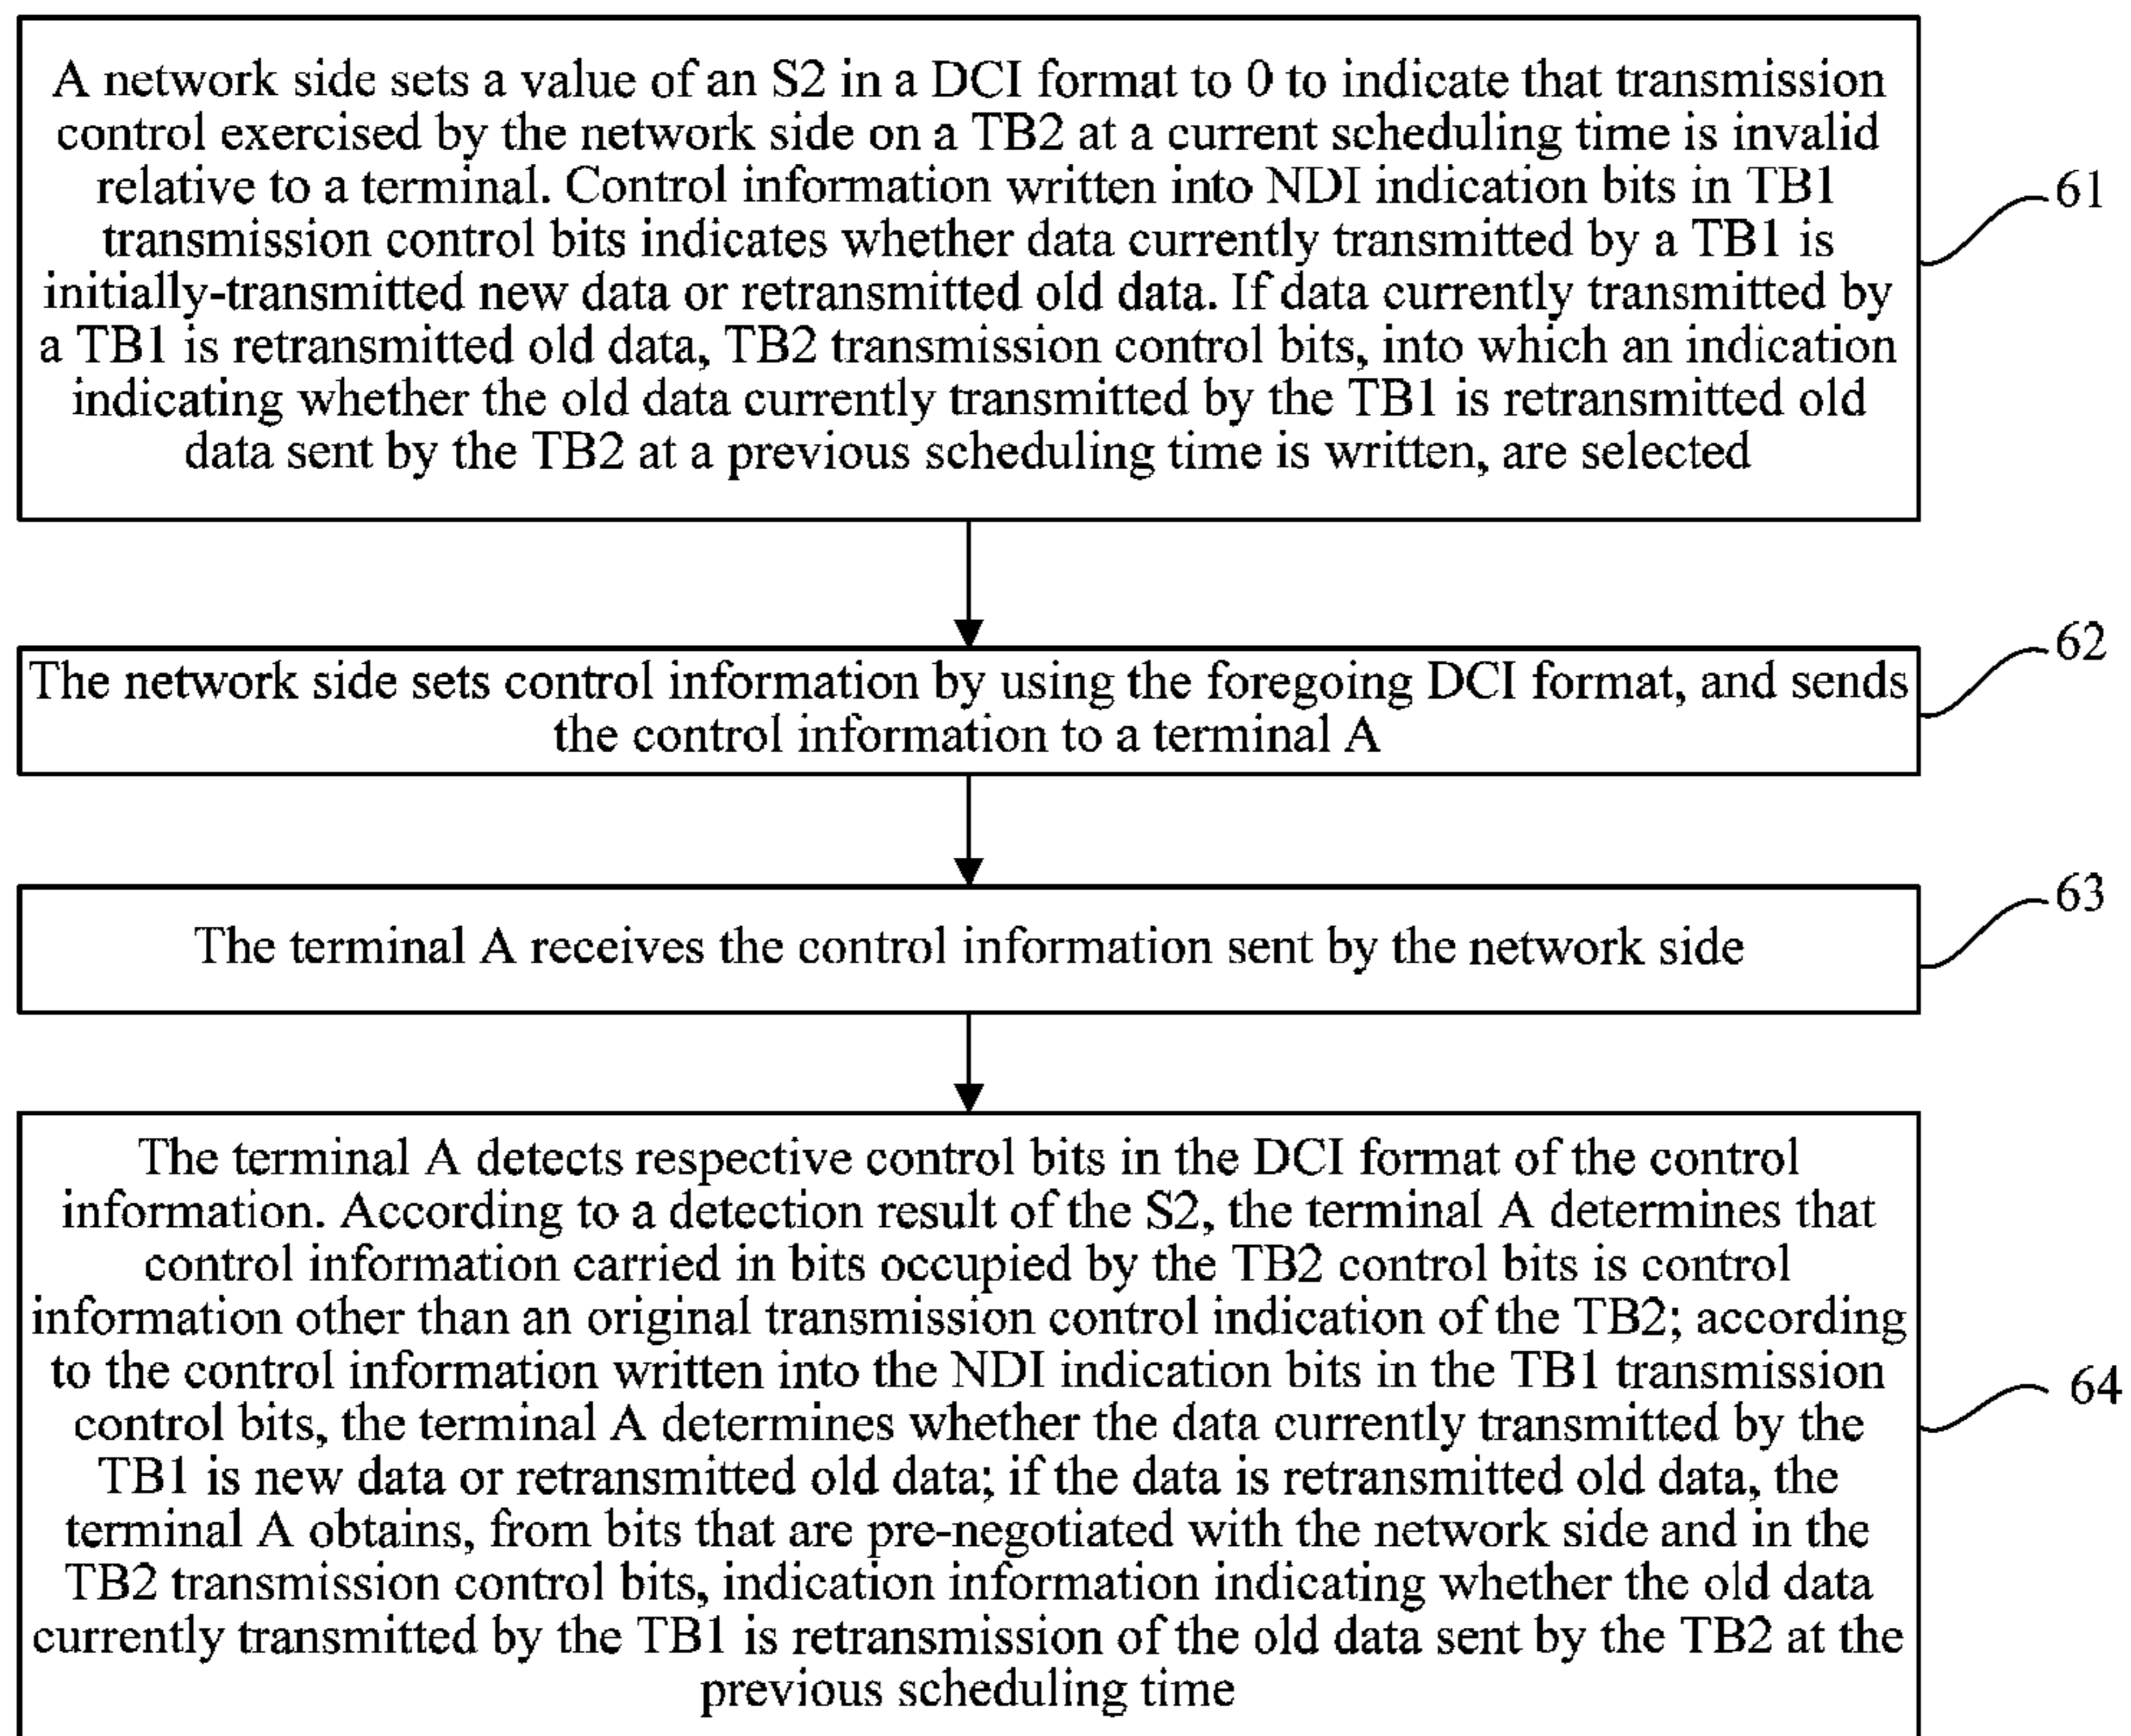 A network side sets a value of an S2 in a DCI format to 0 to indicate that transmission
control exercised by the network side on a TB2 at a current scheduling time is invalid
relative to a terminal. Control information written into NDI indication bits in TB1
transmission control bits indicates whether data currently transmitted by a TB1 is
initially-transmitted new data or retransmitted old data. If data currently transmitted by
a TB1 is retransmitted old data, TB2 transmission control bits, into which an indication
indicating whether the old data currently transmitted by the TB1 is retransmitted old
data sent by the TB2 at a previous scheduling time is written, are selected
61
The network side sets control information by using the foregoing DCI format, and sends
the control information to a terminal A
62
The terminal A receives the control information sent by the network side
63
The terminal A detects respective control bits in the DCI format of the control
information. According to a detection result of the S2, the terminal A determines that
control information carried in bits occupied by the TB2 control bits is control
information other than an original transmission control indication of the TB2; according
to the control information written into the NDI indication bits in the TB1 transmission
control bits, the terminal A determines whether the data currently transmitted by the
TB1 is new data or retransmitted old data; if the data is retransmitted old data, the
terminal A obtains, from bits that are pre-negotiated with the network side and in the
TB2 transmission control bits, indication information indicating whether the old data
currently transmitted by the TB1 is retransmission of the old data sent by the TB2 at the
previous scheduling time
64